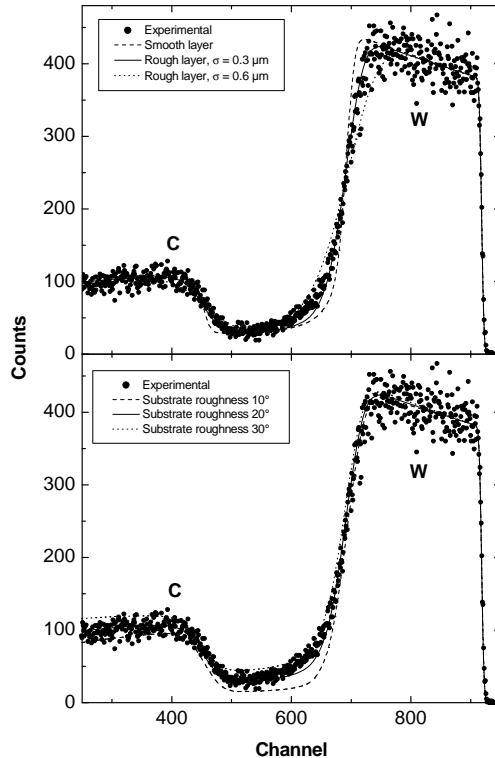 400
300
200
100
0
Experimental
Smooth layer
Rough layer, σ = 0.3 µm
Rough layer, σ = 0.6 µm
C
W
Counts
400
300
200
100
0
Experimental
Substrate roughness 10°
Substrate roughness 20°
Substrate roughness 30°
C
W
400
600
800
Channel